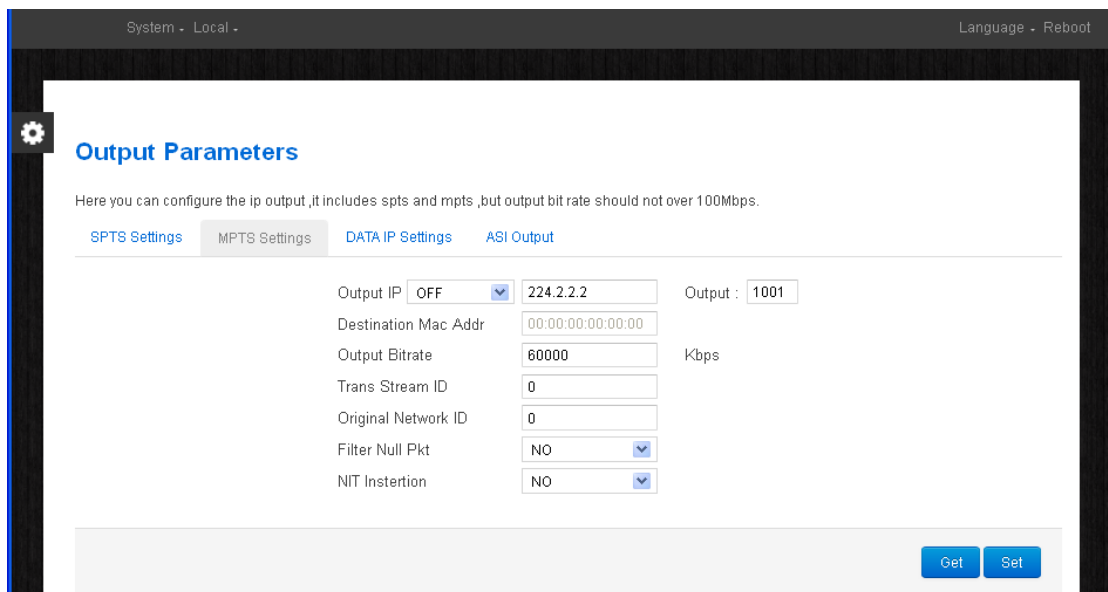 System Local Language Reboot
Output Parameters
Here you can configure the ip output ,it includes spts and mpts ,but output bit rate should not over 100Mbps.
SPTS Settings MPTS Settings DATA IP Settings ASI Output
Output IP OFF 224.2.2.2 Output : 1001
Destination Mac Addr 00:00:00:00:00:00
Output Bitrate 60000 Kbps
Trans Stream ID 0
Original Network ID 0
Filter Null Pkt NO
NIT Instertion NO
Get Set